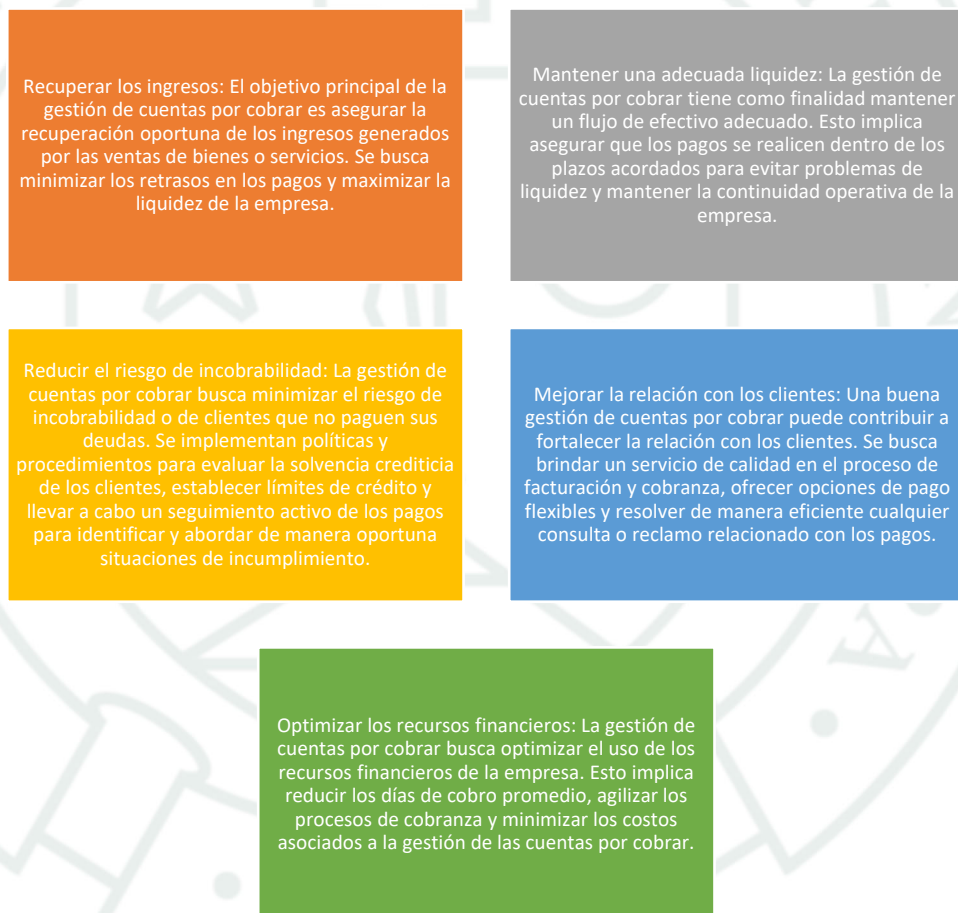 Recuperar los ingresos: El objetivo principal de la
gestión de cuentas por cobrar es asegurar la
recuperación oportuna de los ingresos generados
por las ventas de bienes o servicios. Se busca
minimizar los retrasos en los pagos y maximizar la
liquidez de la empresa.
Mantener una adecuada liquidez: La gestión de
cuentas por cobrar tiene como finalidad mantener
un flujo de efectivo adecuado. Esto implica
asegurar que los pagos se realicen dentro de los
plazos acordados para evitar problemas de
liquidez y mantener la continuidad operativa de la
empresa.
Reducir el riesgo de incobrabilidad: La gestión de
cuentas por cobrar busca minimizar el riesgo de
incobrabilidad o de clientes que no paguen sus
deudas. Se implementan políticas y
procedimientos para evaluar la solvencia crediticia
de los clientes, establecer límites de crédito y
llevar a cabo un seguimiento activo de los pagos
para identificar y abordar de manera oportuna
situaciones de incumplimiento.
Mejorar la relación con los clientes: Una buena
gestión de cuentas por cobrar puede contribuir a
fortalecer la relación con los clientes. Se busca
brindar un servicio de calidad en el proceso de
facturación y cobranza, ofrecer opciones de pago
flexibles y resolver de manera eficiente cualquier
consulta o reclamo relacionado con los pagos.
Optimizar los recursos financieros: La gestión de
cuentas por cobrar busca optimizar el uso de los
recursos financieros de la empresa. Esto implica
reducir los días de cobro promedio, agilizar los
procesos de cobranza y minimizar los costos
asociados a la gestión de las cuentas por cobrar.